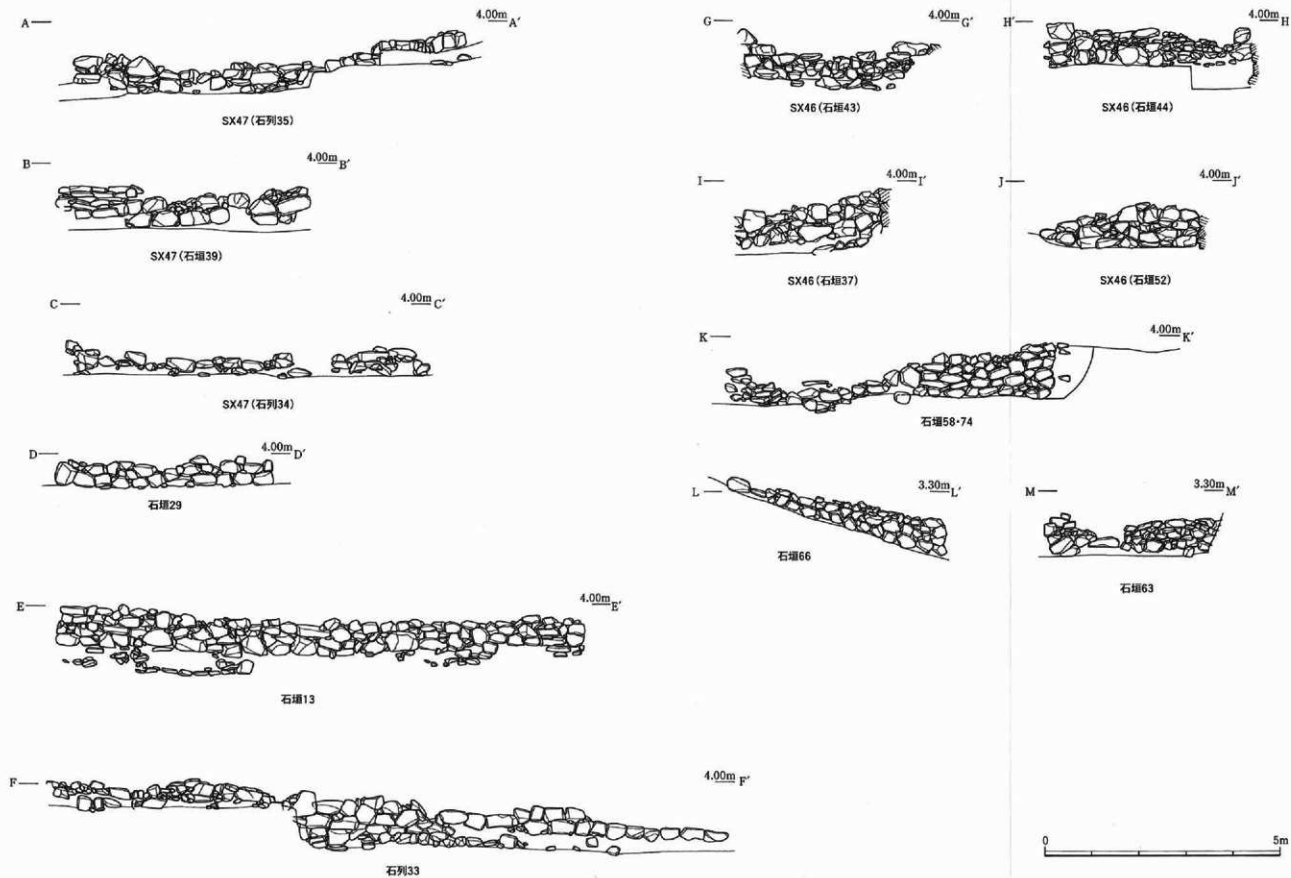 A 4.00m A′
SX47(石列35)
B 4.00m B′
SX47(石垣39)
C 4.00m C′
SX47(石列34)
D 4.00m D′
石垣29
E 4.00m E′
石垣13
F 4.00m F′
石列33
G 4.00m G′
SX46(石垣43)
H′ 4.00m H
SX46(石垣44)
I 4.00m I′
SX46(石垣37)
J 4.00m J′
SX46(石垣52)
K 4.00m K′
石垣58・74
L 3.30m L′
石垣66
M 3.30m M′
石垣63
0 5m